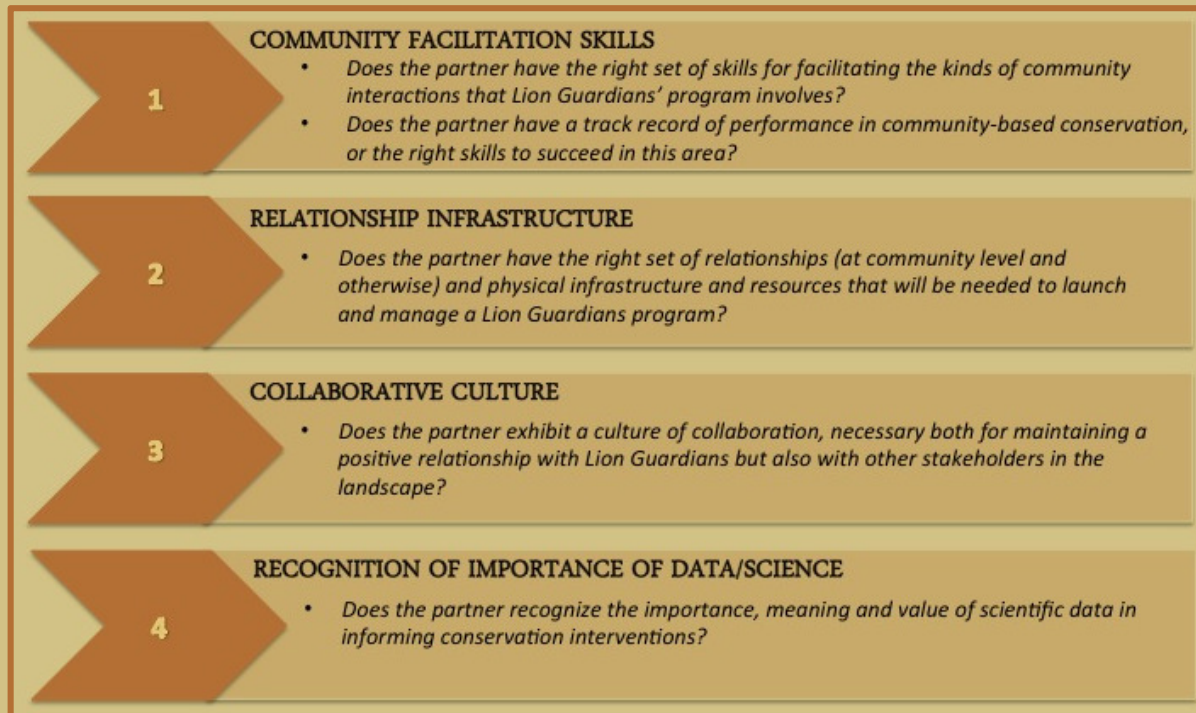 1
COMMUNITY FACILITATION SKILLS
• Does the partner have the right set of skills for facilitating the kinds of community
interactions that Lion Guardians' program involves?
• Does the partner have a track record of performance in community-based conservation,
or the right skills to succeed in this area?
2
RELATIONSHIP INFRASTRUCTURE
• Does the partner have the right set of relationships (at community level and
otherwise) and physical infrastructure and resources that will be needed to launch
and manage a Lion Guardians program?
3
COLLABORATIVE CULTURE
• Does the partner exhibit a culture of collaboration, necessary both for maintaining a
positive relationship with Lion Guardians but also with other stakeholders in the
landscape?
4
RECOGNITION OF IMPORTANCE OF DATA/SCIENCE
• Does the partner recognize the importance, meaning and value of scientific data in
informing conservation interventions?